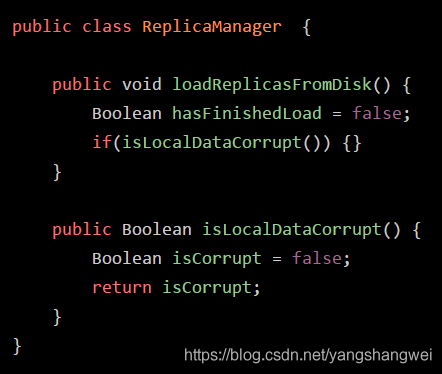 public class ReplicaManager  {
    public void loadReplicasFromDisk() {
        Boolean hasFinishedLoad = false;
        if(isLocalDataCorrupt()) {}
    }
    public Boolean isLocalDataCorrupt() {
        Boolean isCorrupt = false;
        return isCorrupt;
    }
}
https://blog.csdn.net/yangshangwei